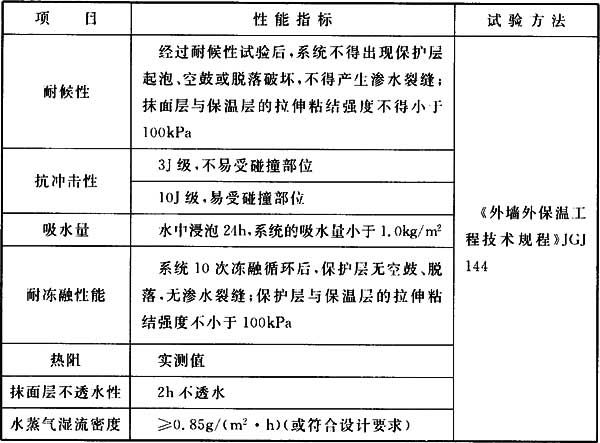 项 目
性能指标
试验方法
耐候性
经过耐候性试验后，系统不得出现保护层
起泡、空鼓或脱落破坏，不得产生渗水裂缝；
抹面层与保温层的拉伸粘结强度不得小于
100kPa
抗冲击性
3J 级，不易受碰撞部位
10J 级，易受碰撞部位
吸水量
水中浸泡 24h，系统的吸水量小于 1.0kg/m²
耐冻融性能
系统 10 次冻融循环后，保护层无空鼓、脱
落，无渗水裂缝；保护层与保温层的拉伸粘
结强度不小于 100kPa
热阻
实测值
抹面层不透水性
2h 不透水
水蒸气湿流密度
≥0.85g/(m²·h)(或符合设计要求)
《外墙外保温工
程技术规程》JGJ
144